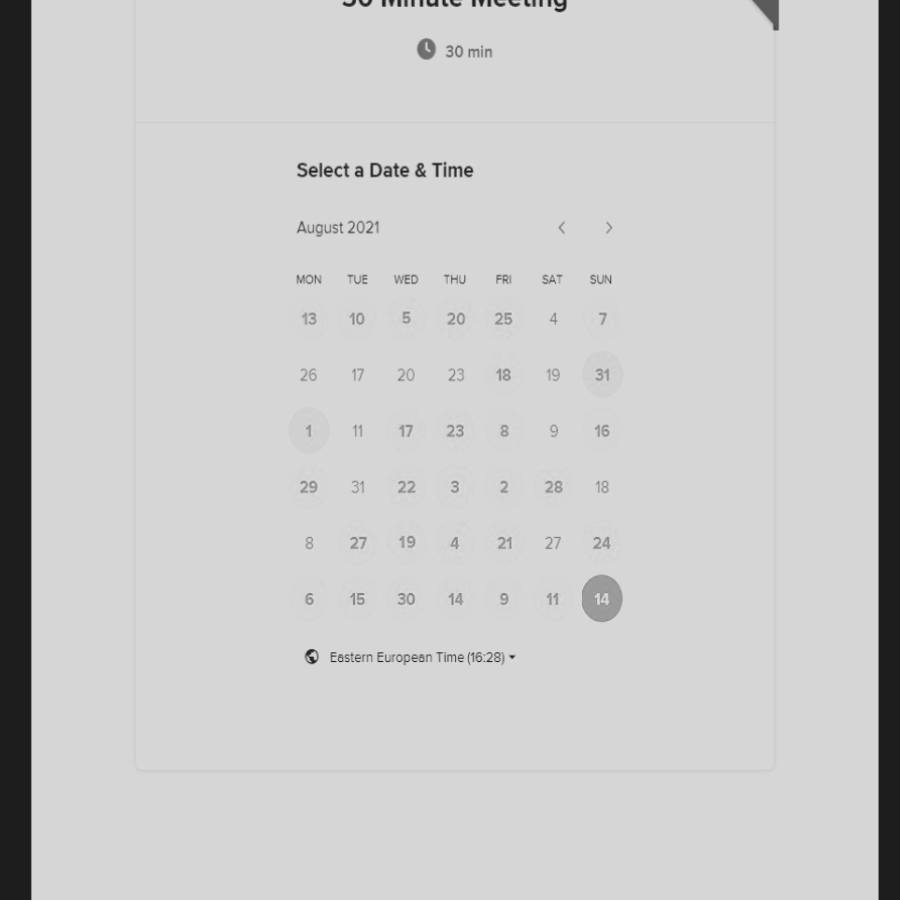 30 Minute Meeting
30 min
Select a Date & Time
August 2021
MON TUE WED THU FRI SAT SUN
13 10 5 20 25 4 7
26 17 20 23 18 19 31
1 11 17 23 8 9 16
29 31 22 3 2 28 18
8 27 19 4 21 27 24
6 15 30 14 9 11 14
Eastern European Time (16:28)